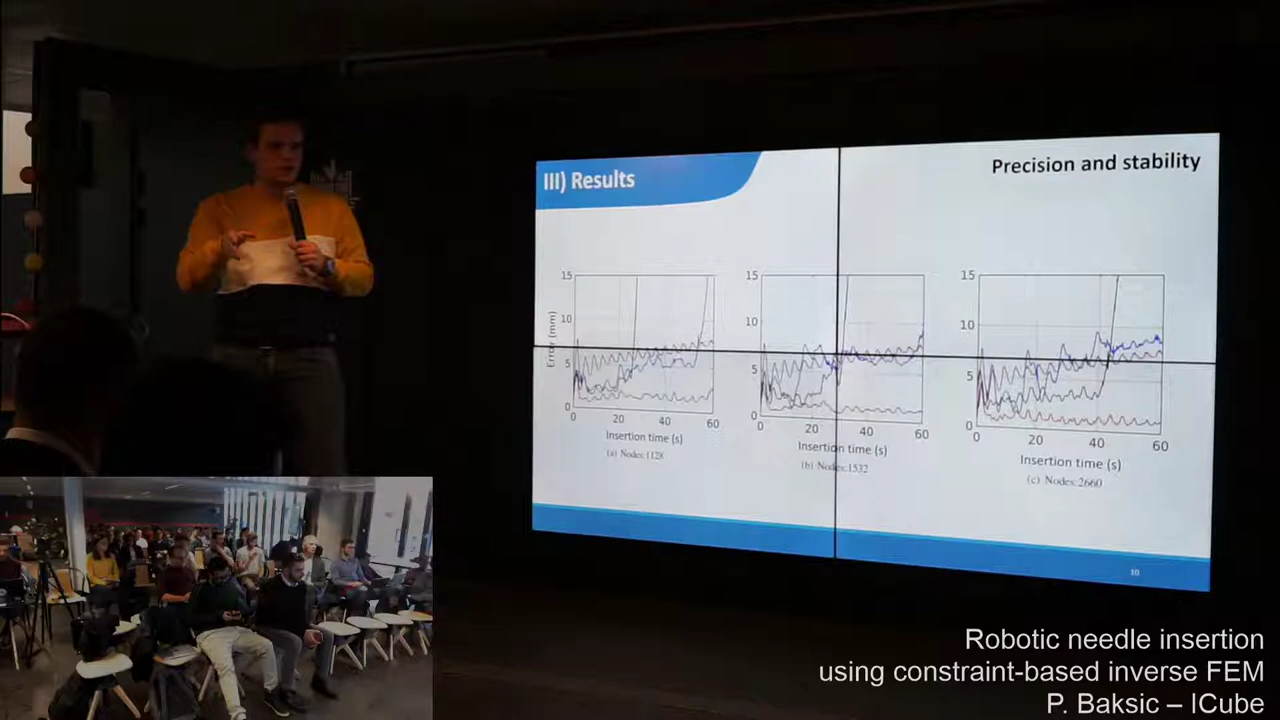 III) Results
Precision and stability
15
10
5
0
Error (mm)
0 20 40 60
Insertion time (s)
(a) Nodes:1128
15
10
5
0
0 20 40 60
Insertion time (s)
(b) Nodes:1532
15
10
5
0
0 20 40 60
Insertion time (s)
(c) Nodes:2660
10
Robotic needle insertion
using constraint-based inverse FEM
P. Baksic – ICube